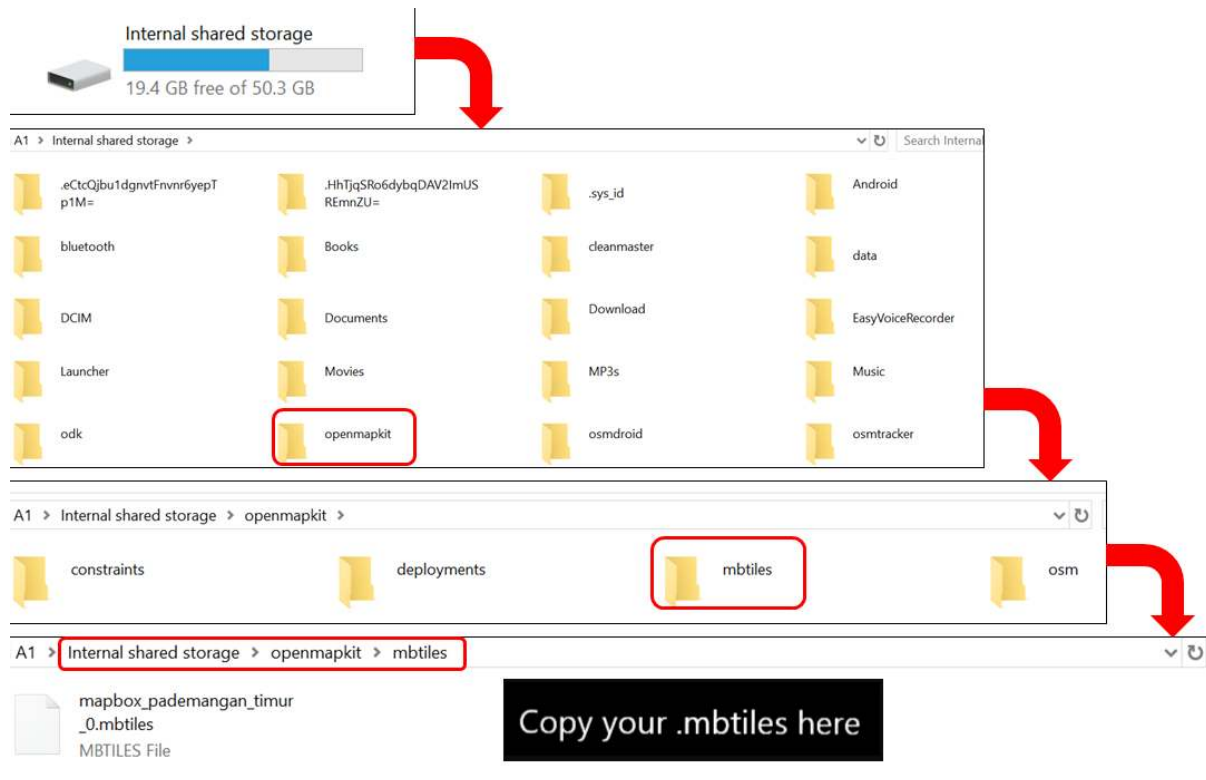 Internal shared storage
19.4 GB free of 50.3 GB
A1 > Internal shared storage >
Search Internal
.eCtcQjbu1dgnvtFnvnr6yepT
p1M=
.HhTjqSRo6dybqDAV2ImUS
REmnZU=
.sys_id
Android
bluetooth
Books
cleanmaster
data
DCIM
Documents
Download
EasyVoiceRecorder
Launcher
Movies
MP3s
Music
odk
openmapkit
osmdroid
osmtracker
A1 > Internal shared storage > openmapkit >
constraints
deployments
mbtiles
osm
A1 > Internal shared storage > openmapkit > mbtiles
mapbox_pademangan_timur
_0.mbtiles
MBTILES File
Copy your .mbtiles here